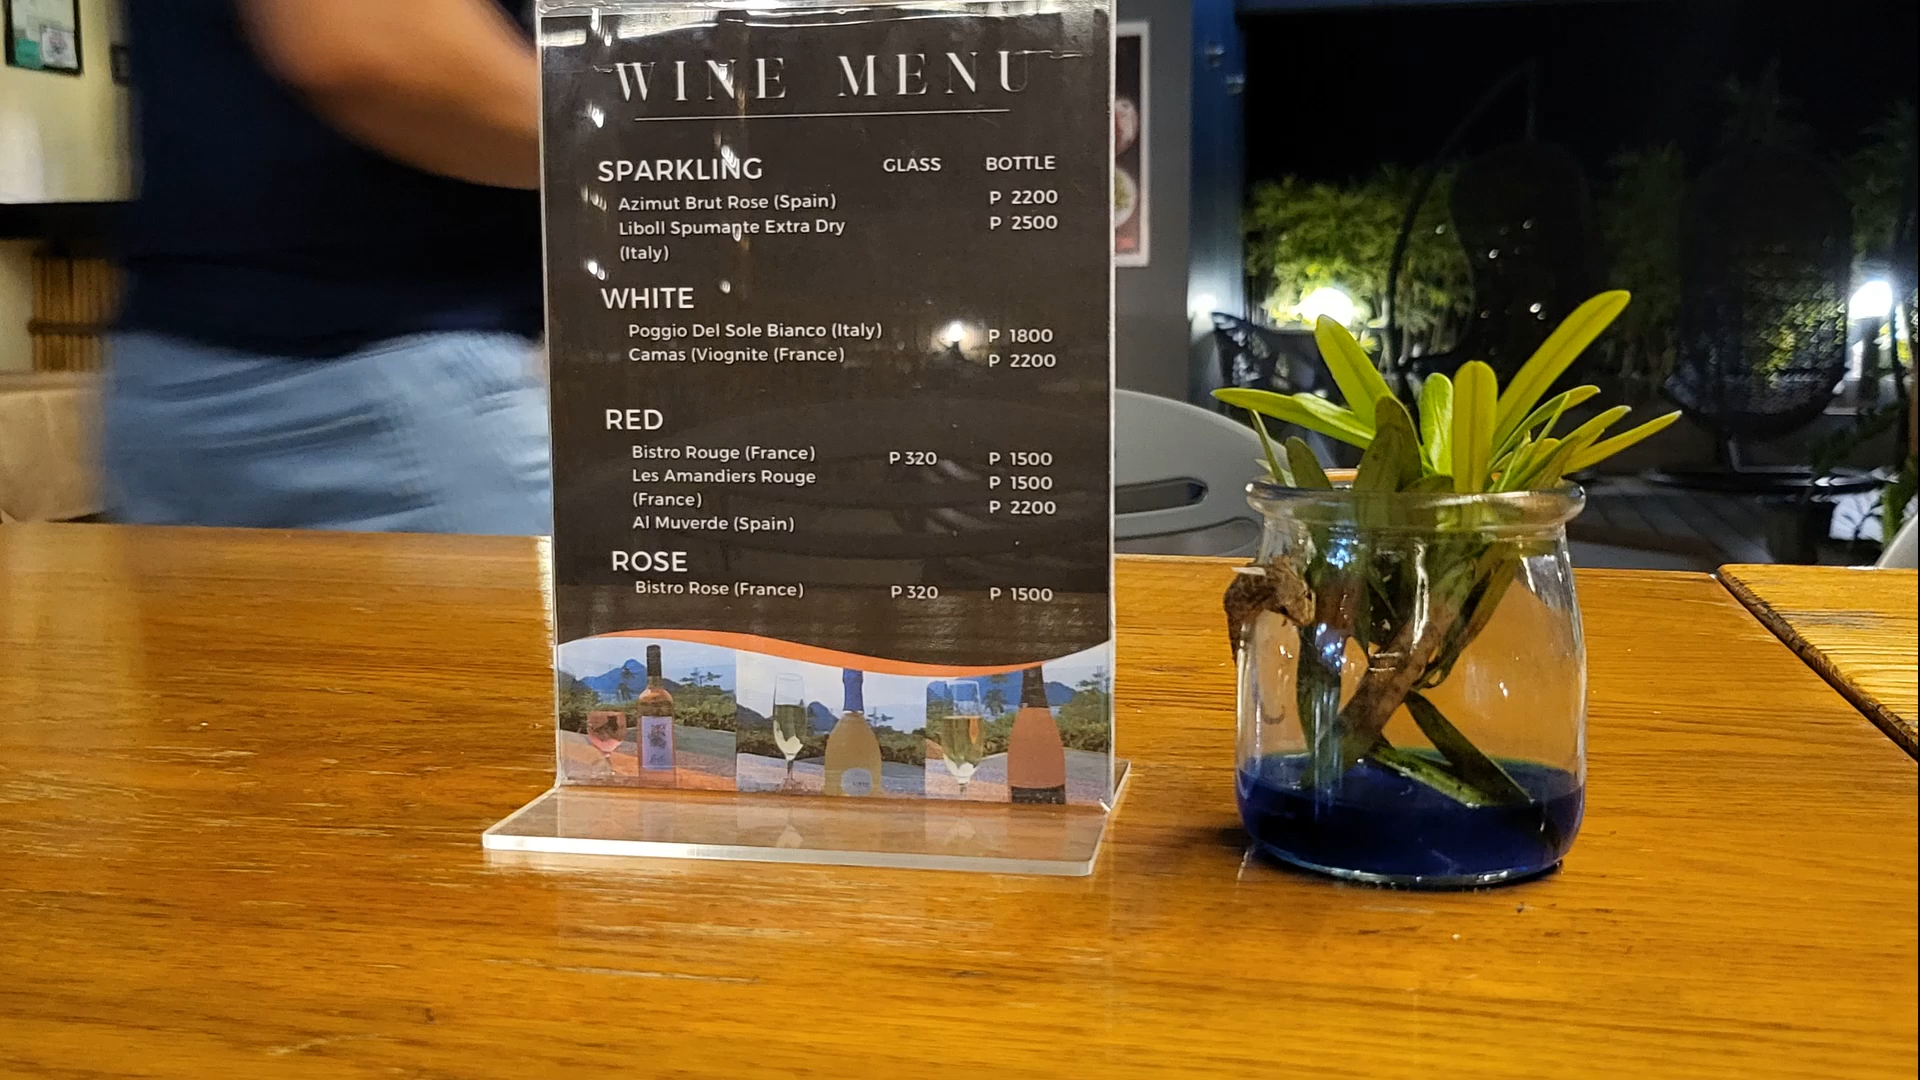 WINE MENU
SPARKLING GLASS BOTTLE
Azimut Brut Rose (Spain) P 2200
Liboll Spumante Extra Dry P 2500
(Italy)
WHITE
Poggio Del Sole Bianco (Italy) P 1800
Camas (Viognite (France) P 2200
RED
Bistro Rouge (France) P 320 P 1500
Les Amandiers Rouge P 1500
(France) P 2200
Al Muverde (Spain)
ROSE
Bistro Rose (France) P 320 P 1500